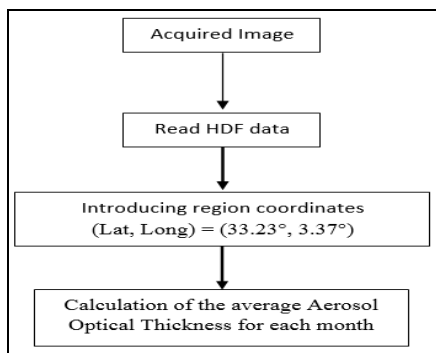 Acquired Image
Read HDF data
Introducing region coordinates
(Lat, Long) = (33.23°, 3.37°)
Calculation of the average Aerosol
Optical Thickness for each month